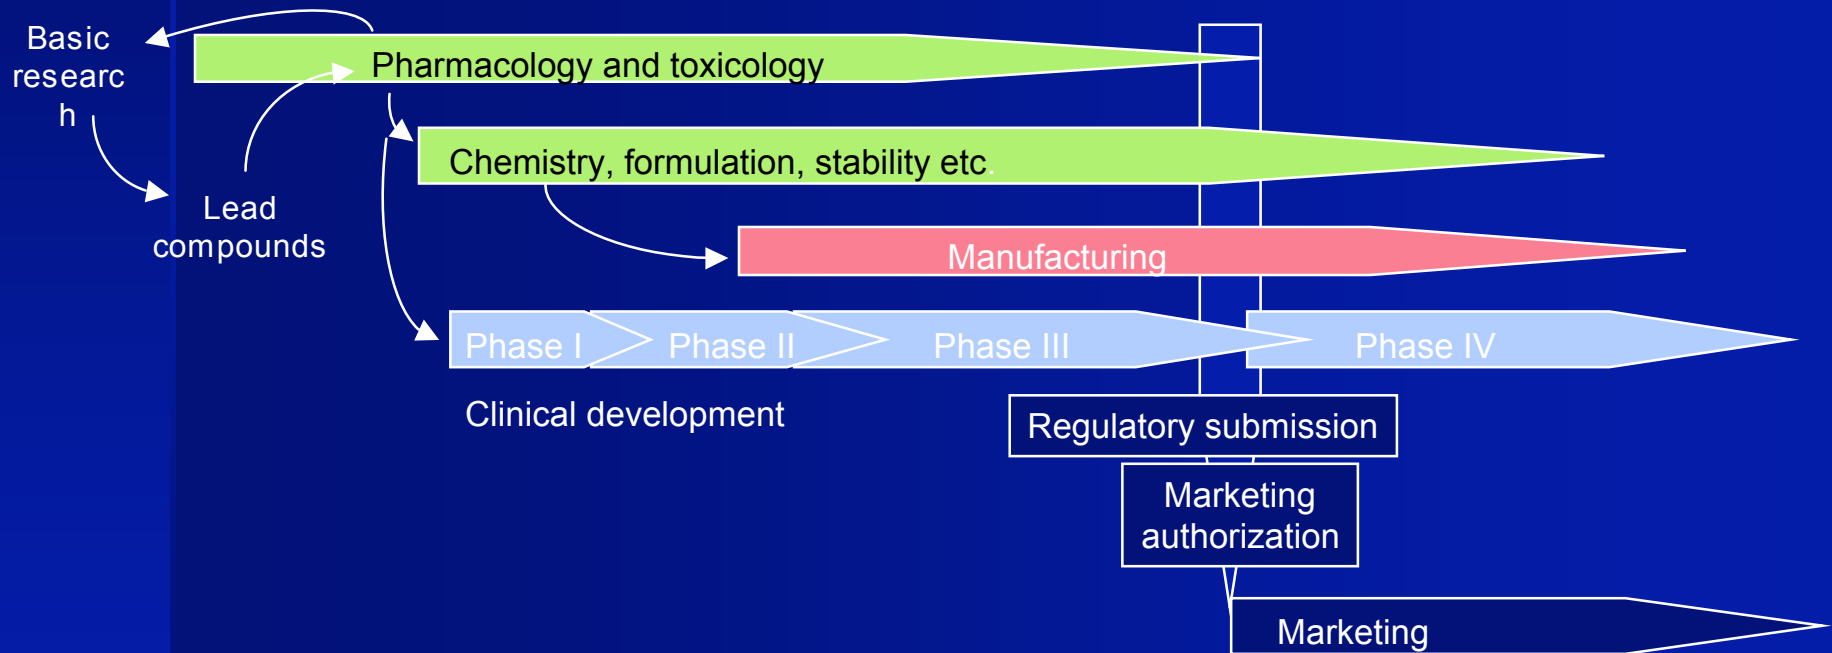 Basic
researc
h
Pharmacology and toxicology
Chemistry, formulation, stability etc.
Lead
compounds
Manufacturing
Phase I
Phase II
Phase III
Phase IV
Clinical development
Regulatory submission
Marketing
authorization
Marketing